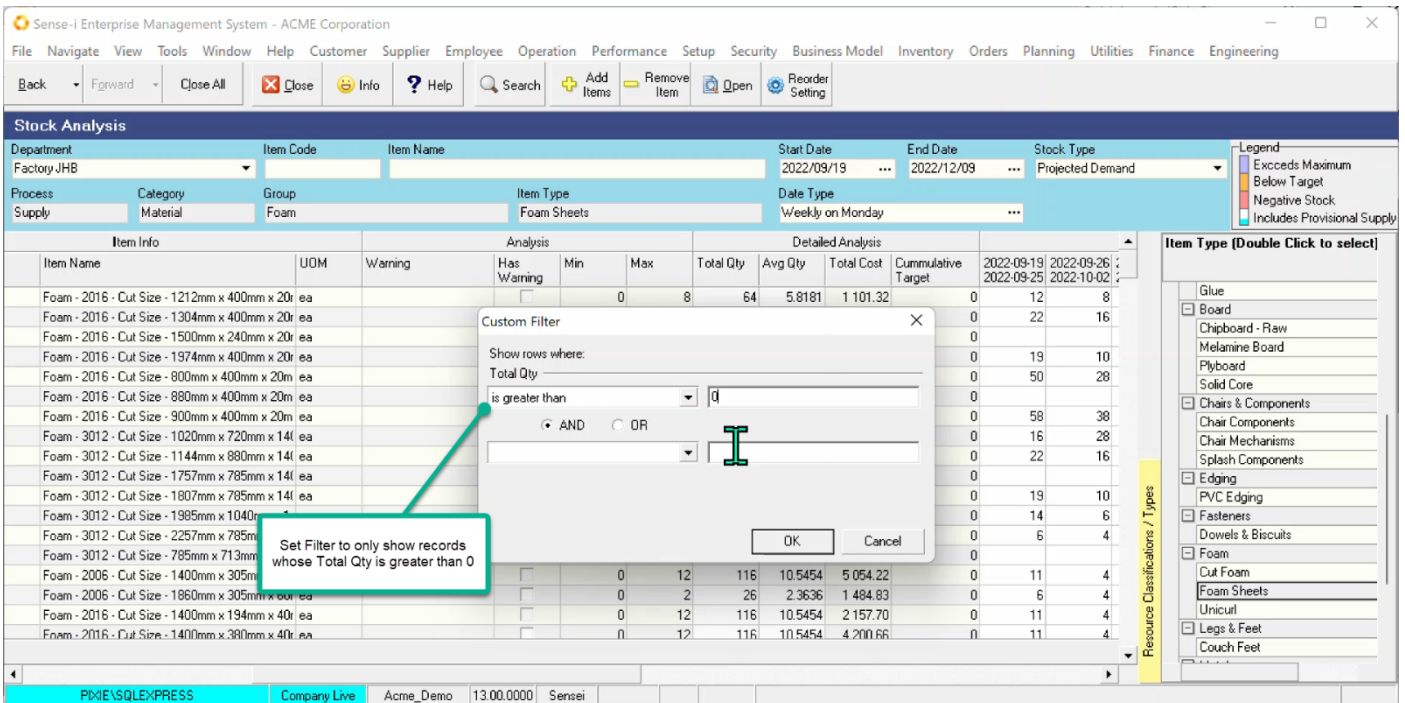 Sense-i Enterprise Management System - ACME Corporation
File Navigate View Tools Window Help Customer Supplier Employee Operation Performance Setup Security Business Model Inventory Orders Planning Utilities Finance Engineering
Back Forward Close All Close Info Help Search Add Items Remove Item Open Reorder Setting
Stock Analysis
Department Item Code Item Name Start Date End Date Stock Type Legend
Factory JHB 2022/09/19 ... 2022/12/09 ... Projected Demand Exceeds Maximum
Below Target
Process Category Group Item Type Date Type Negative Stock
Supply Material Foam Foam Sheets Weekly on Monday ... Includes Provisional Supply
Item Info Analysis Detailed Analysis Item Type (Double Click to select)
Item Name UOM Warning Has Warning Min Max Total Qty Avg Qty Total Cost Cummulative Target 2022-09-19 2022-09-25 2022-09-26 2022-10-02
Foam - 2016 - Cut Size - 1212mm x 400mm x 20r ea 0 8 64 5.8181 1 101.32 0 12 8
Foam - 2016 - Cut Size - 1304mm x 400mm x 20r ea 0 22 16
Foam - 2016 - Cut Size - 1500mm x 240mm x 20r ea 0
Foam - 2016 - Cut Size - 1974mm x 400mm x 20r ea 0 19 10
Foam - 2016 - Cut Size - 800mm x 400mm x 20m ea 0 50 28
Foam - 2016 - Cut Size - 880mm x 400mm x 20m ea 0
Foam - 2016 - Cut Size - 900mm x 400mm x 20m ea 0 58 38
Foam - 3012 - Cut Size - 1020mm x 720mm x 14( ea 0 16 28
Foam - 3012 - Cut Size - 1144mm x 880mm x 14( ea 0 22 16
Foam - 3012 - Cut Size - 1757mm x 785mm x 14( ea 0
Foam - 3012 - Cut Size - 1807mm x 785mm x 14( ea 0 19 10
Foam - 3012 - Cut Size - 1985mm x 1040r 0 14 6
Foam - 3012 - Cut Size - 2257mm x 785m 0 6 4
Foam - 3012 - Cut Size - 785mm x 713mm 0
Foam - 2006 - Cut Size - 1400mm x 305m 0 12 116 10.5454 5 054.22 0 11 4
Foam - 2006 - Cut Size - 1860mm x 305mm x 60r ea 0 2 26 2.3636 1 484.83 0 6 4
Foam - 2016 - Cut Size - 1400mm x 194mm x 40r ea 0 12 116 10.5454 2 157.70 0 11 4
Foam - 2016 - Cut Size - 1400mm x 380mm x 40r ea 0 12 116 10.5454 4 200.66 0 11 4
Custom Filter
Show rows where:
Total Qty
is greater than 0
AND OR
OK Cancel
Set Filter to only show records
whose Total Qty is greater than 0
Resource Classifications / Types
Glue
Board
Chipboard - Raw
Melamine Board
Plyboard
Solid Core
Chairs & Components
Chair Components
Chair Mechanisms
Splash Components
Edging
PVC Edging
Fasteners
Dowels & Biscuits
Foam
Cut Foam
Foam Sheets
Unicurl
Legs & Feet
Couch Feet
PIXIE\SQLEXPRESS Company Live Acme_Demo 13.00.0000 Sensei